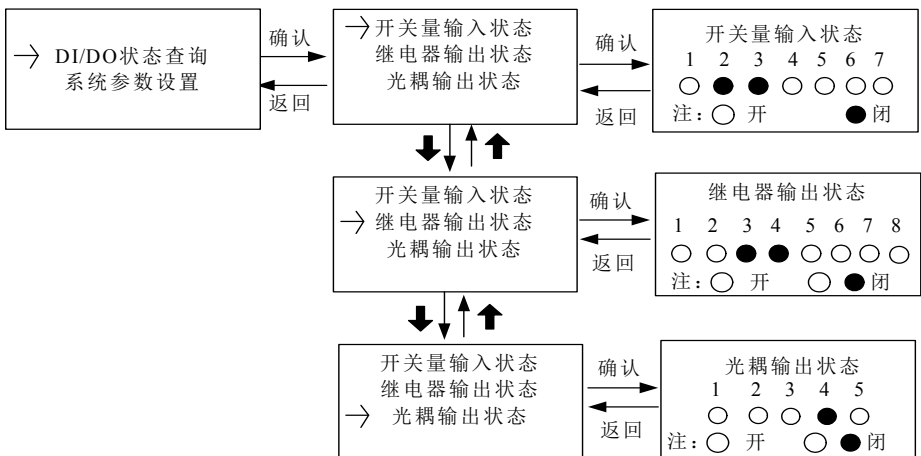 → DI/DO状态查询
系统参数设置
确认
返回
→ 开关量输入状态
继电器输出状态
光耦输出状态
确认
返回
开关量输入状态
1 2 3 4 5 6 7
○ ● ● ○ ○ ○ ○
注：○ 开 ● 闭
开关量输入状态
→ 继电器输出状态
光耦输出状态
确认
返回
继电器输出状态
1 2 3 4 5 6 7 8
○ ○ ● ● ○ ○ ○ ○
注：○ 开 ○ ● 闭
开关量输入状态
继电器输出状态
→ 光耦输出状态
确认
返回
光耦输出状态
1 2 3 4 5
○ ○ ○ ● ○
注：○ 开 ○ ● 闭